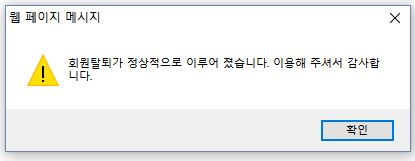 웹 페이지 메시지
회원탈퇴가 정상적으로 이루어 졌습니다. 이용해 주셔서 감사합
니다.
확인